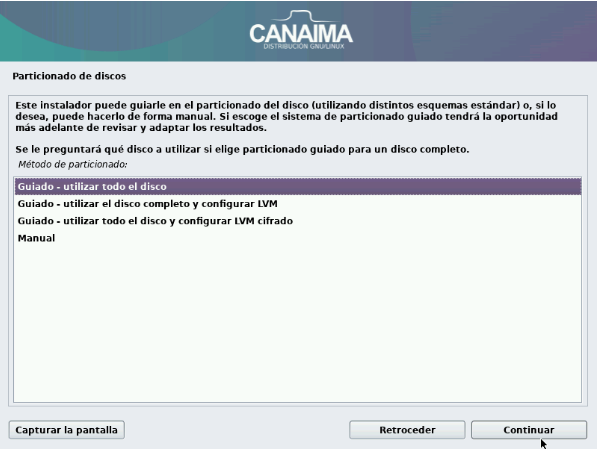 CANAIMA
DISTRIBUCIÓN GNU/LINUX
Particionado de discos
Este instalador puede guiarle en el particionado del disco (utilizando distintos esquemas estándar) o, si lo
desea, puede hacerlo de forma manual. Si escoge el sistema de particionado guiado tendrá la oportunidad
más adelante de revisar y adaptar los resultados.
Se le preguntará qué disco a utilizar si elige particionado guiado para un disco completo.
Método de particionado:
Guiado - utilizar todo el disco
Guiado - utilizar el disco completo y configurar LVM
Guiado - utilizar todo el disco y configurar LVM cifrado
Manual
Capturar la pantalla
Retroceder
Continuar